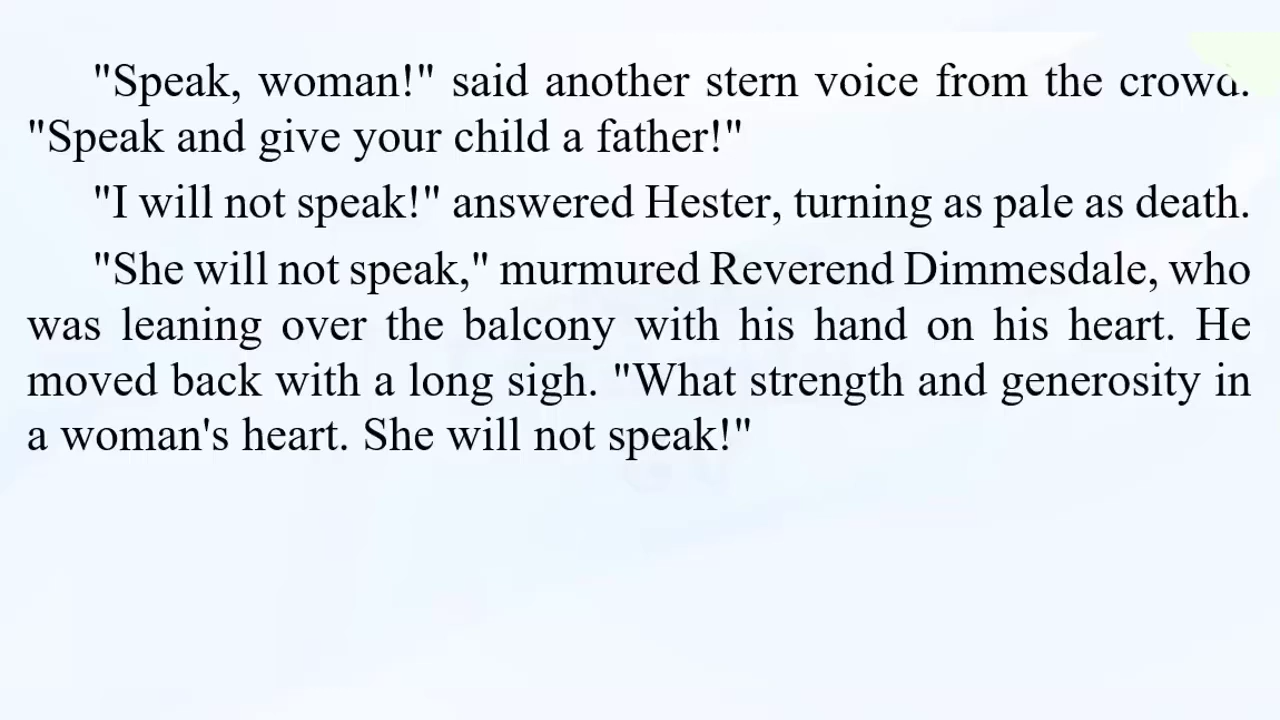 "Speak, woman!" said another stern voice from the crowd.
"Speak and give your child a father!"
"I will not speak!" answered Hester, turning as pale as death.
"She will not speak," murmured Reverend Dimmesdale, who
was leaning over the balcony with his hand on his heart. He
moved back with a long sigh. "What strength and generosity in
a woman's heart. She will not speak!"